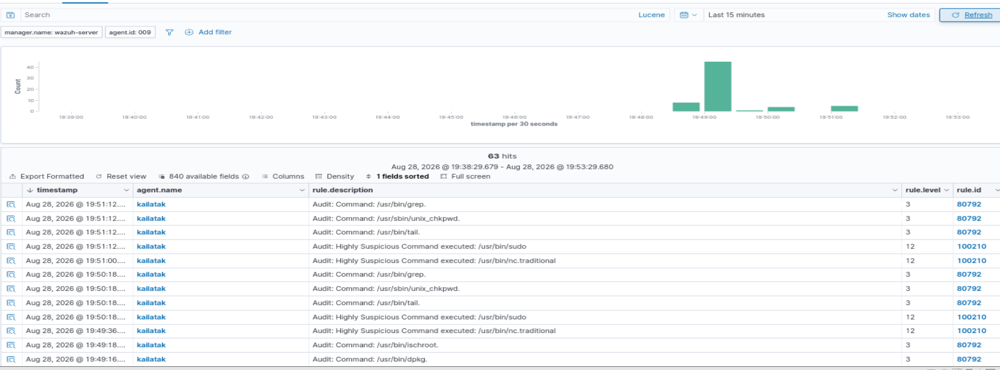 Search Lucene Last 15 minutes Show dates Refresh
manager.name: wazuh-server agent.id: 009 Add filter
Count
40
30
20
10
0
19:39:00 19:40:00 19:41:00 19:42:00 19:43:00 19:44:00 19:45:00 19:46:00 19:47:00 19:48:00 19:49:00 19:50:00 19:51:00 19:52:00 19:53:00
timestamp per 30 seconds
63 hits
Aug 28, 2026 @ 19:38:29.679 - Aug 28, 2026 @ 19:53:29.680
Export Formatted Reset view 840 available fields Columns Density 1 fields sorted Full screen
timestamp agent.name rule.description rule.level rule.id
Aug 28, 2026 @ 19:51:12.... kailatak Audit: Command: /usr/bin/grep. 3 80792
Aug 28, 2026 @ 19:51:12.... kailatak Audit: Command: /usr/sbin/unix_chkpwd. 3 80792
Aug 28, 2026 @ 19:51:12.... kailatak Audit: Command: /usr/bin/tail. 3 80792
Aug 28, 2026 @ 19:51:12.... kailatak Audit: Highly Suspicious Command executed: /usr/bin/sudo 12 100210
Aug 28, 2026 @ 19:51:00.... kailatak Audit: Highly Suspicious Command executed: /usr/bin/nc.traditional 12 100210
Aug 28, 2026 @ 19:50:18.... kailatak Audit: Command: /usr/bin/grep. 3 80792
Aug 28, 2026 @ 19:50:18.... kailatak Audit: Command: /usr/sbin/unix_chkpwd. 3 80792
Aug 28, 2026 @ 19:50:18.... kailatak Audit: Command: /usr/bin/tail. 3 80792
Aug 28, 2026 @ 19:50:18.... kailatak Audit: Highly Suspicious Command executed: /usr/bin/sudo 12 100210
Aug 28, 2026 @ 19:49:36.... kailatak Audit: Highly Suspicious Command executed: /usr/bin/nc.traditional 12 100210
Aug 28, 2026 @ 19:49:18.... kailatak Audit: Command: /usr/bin/ischroot. 3 80792
Aug 28, 2026 @ 19:49:16.... kailatak Audit: Command: /usr/bin/dpkg. 3 80792